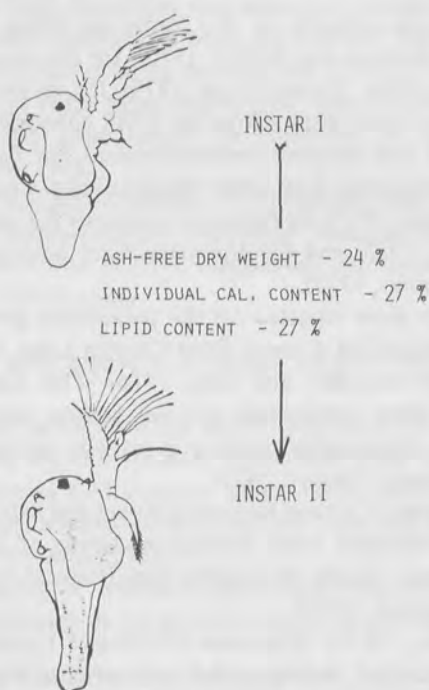 INSTAR I
ASH-FREE DRY WEIGHT - 24 %
INDIVIDUAL CAL. CONTENT - 27 %
LIPID CONTENT - 27 %
INSTAR II